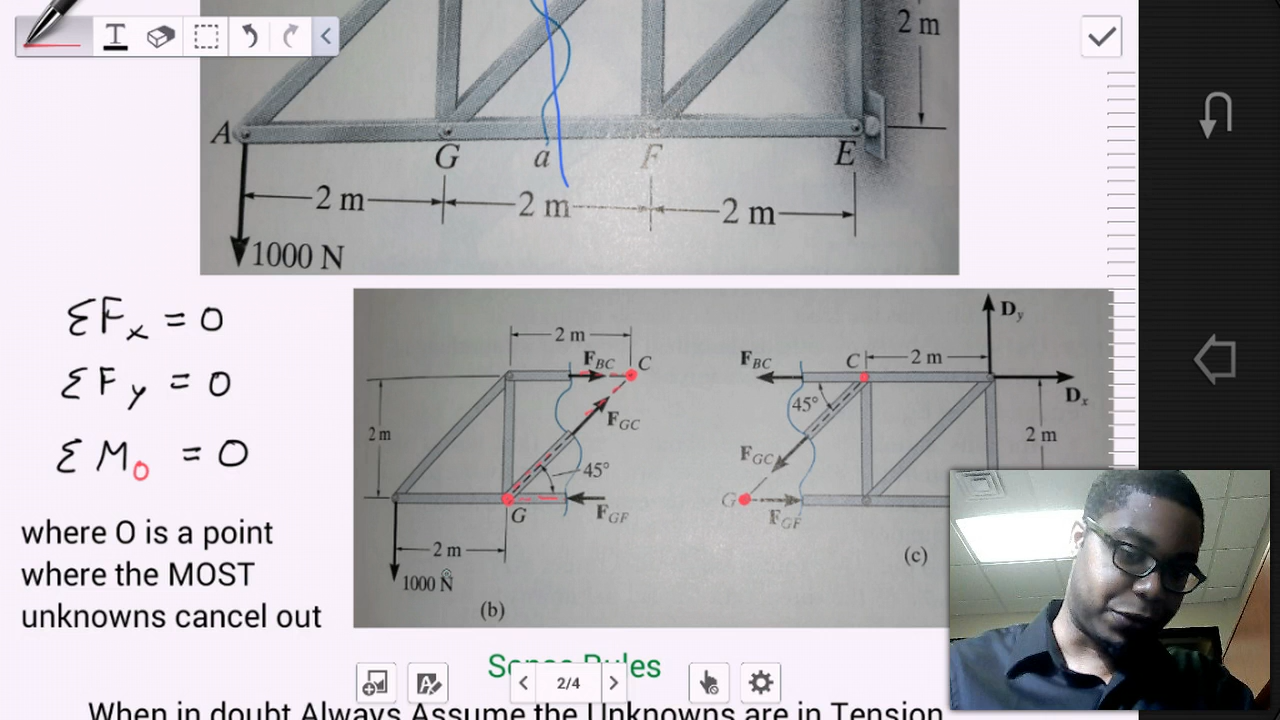 T
2 m
A
G
a
F
E
2 m
2 m
2 m
1000 N
ΣFx = 0
ΣFy = 0
ΣMO = 0
where O is a point
where the MOST
unknowns cancel out
2 m
FBC
C
FGC
2 m
45°
G
FGF
2 m
1000 N
(b)
Dy
FBC
C
2 m
Dx
45°
2 m
FGC
G
FGF
(c)
Sense Rules
2/4
When in doubt Always Assume the Unknowns are in Tension